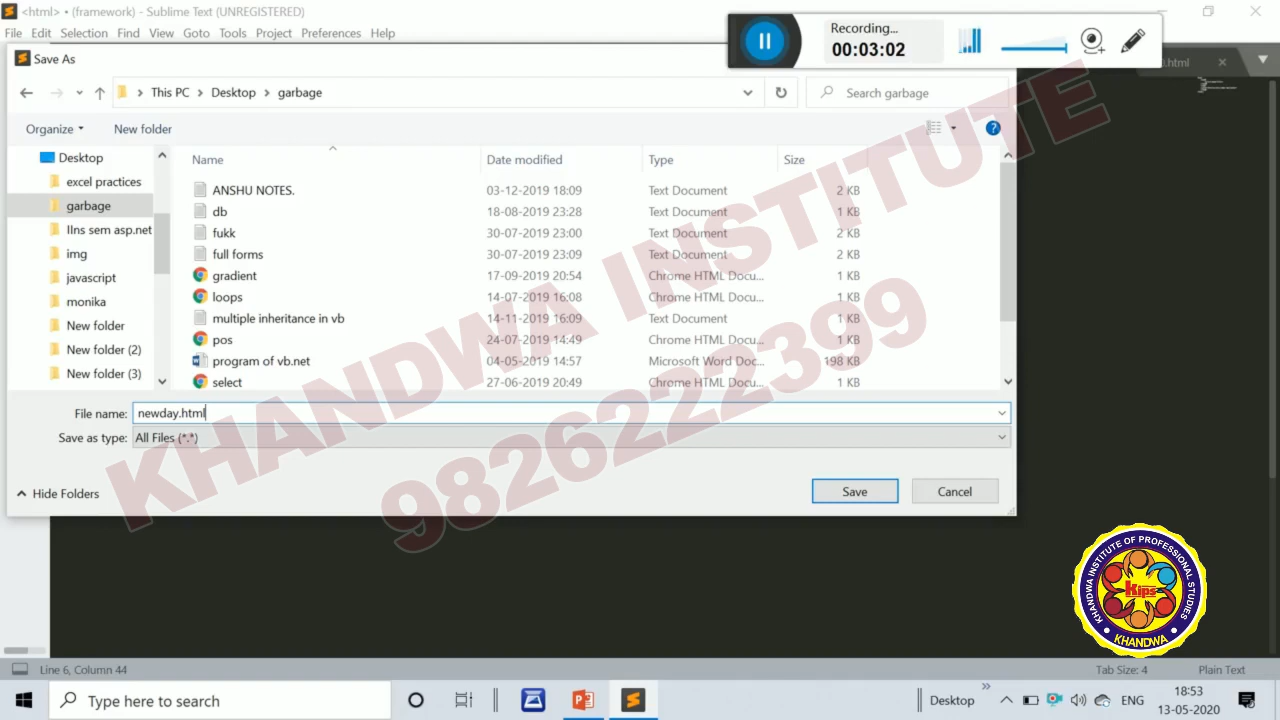 <html> • (framework) - Sublime Text (UNREGISTERED)
File Edit Selection Find View Goto Tools Project Preferences Help
Recording...
00:03:02
.html
Save As
This PC > Desktop > garbage
Search garbage
Organize New folder
Desktop
excel practices
garbage
IIns sem asp.net
img
javascript
monika
New folder
New folder (2)
New folder (3)
Name Date modified Type Size
ANSHU NOTES. 03-12-2019 18:09 Text Document 2 KB
db 18-08-2019 23:28 Text Document 1 KB
fukk 30-07-2019 23:00 Text Document 2 KB
full forms 30-07-2019 23:09 Text Document 2 KB
gradient 17-09-2019 20:54 Chrome HTML Docu... 1 KB
loops 14-07-2019 16:08 Chrome HTML Docu... 1 KB
multiple inheritance in vb 14-11-2019 16:09 Text Document 1 KB
pos 24-07-2019 14:49 Chrome HTML Docu... 1 KB
program of vb.net 04-05-2019 14:57 Microsoft Word Doc... 198 KB
select 27-06-2019 20:49 Chrome HTML Docu... 1 KB
File name: newday.html
Save as type: All Files (*.*)
Hide Folders
Save Cancel
KHANDWA INSTITUTE
9826222399
KHANDWA INSTITUTE OF PROFESSIONAL STUDIES
Kips
KHANDWA
Line 6, Column 44
Tab Size: 4 Plain Text
Type here to search
Desktop
ENG
18:53
13-05-2020